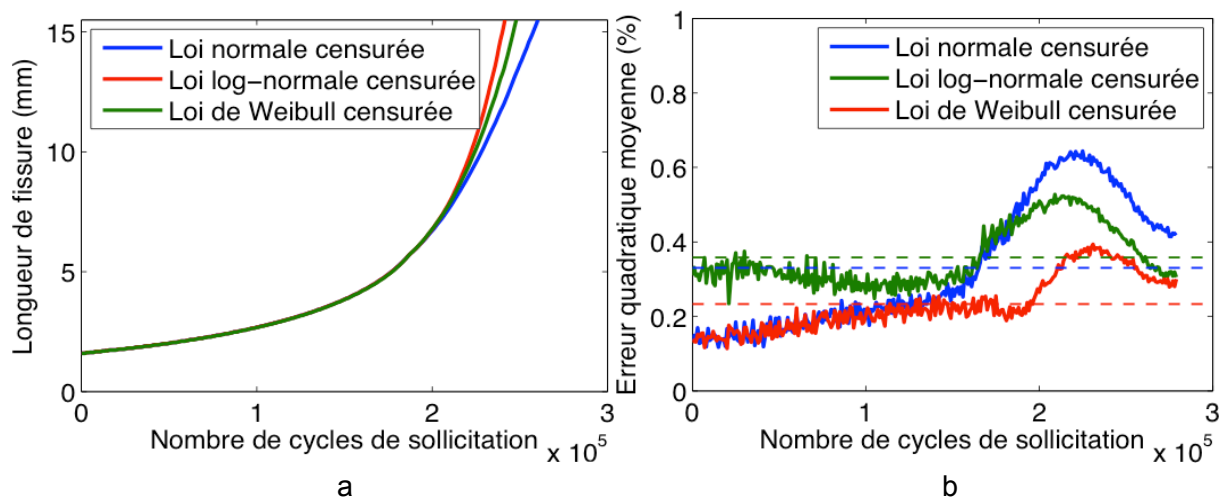 15
10
5
0
0
1
2
3
Longueur de fissure (mm)
Loi normale censurée
Loi log−normale censurée
Loi de Weibull censurée
Nombre de cycles de sollicitation
x 10^5
a
1
0.8
0.6
0.4
0.2
0
0
1
2
3
Erreur quadratique moyenne (%)
Loi normale censurée
Loi log−normale censurée
Loi de Weibull censurée
Nombre de cycles de sollicitation
x 10^5
b